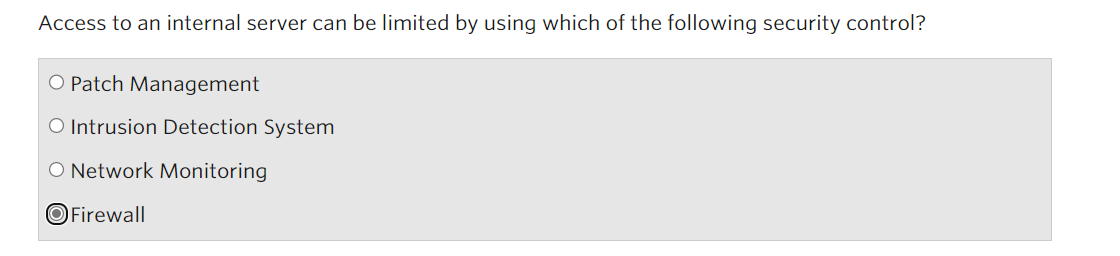 Access to an internal server can be limited by using which of the following security control?
Patch Management
Intrusion Detection System
Network Monitoring
Firewall